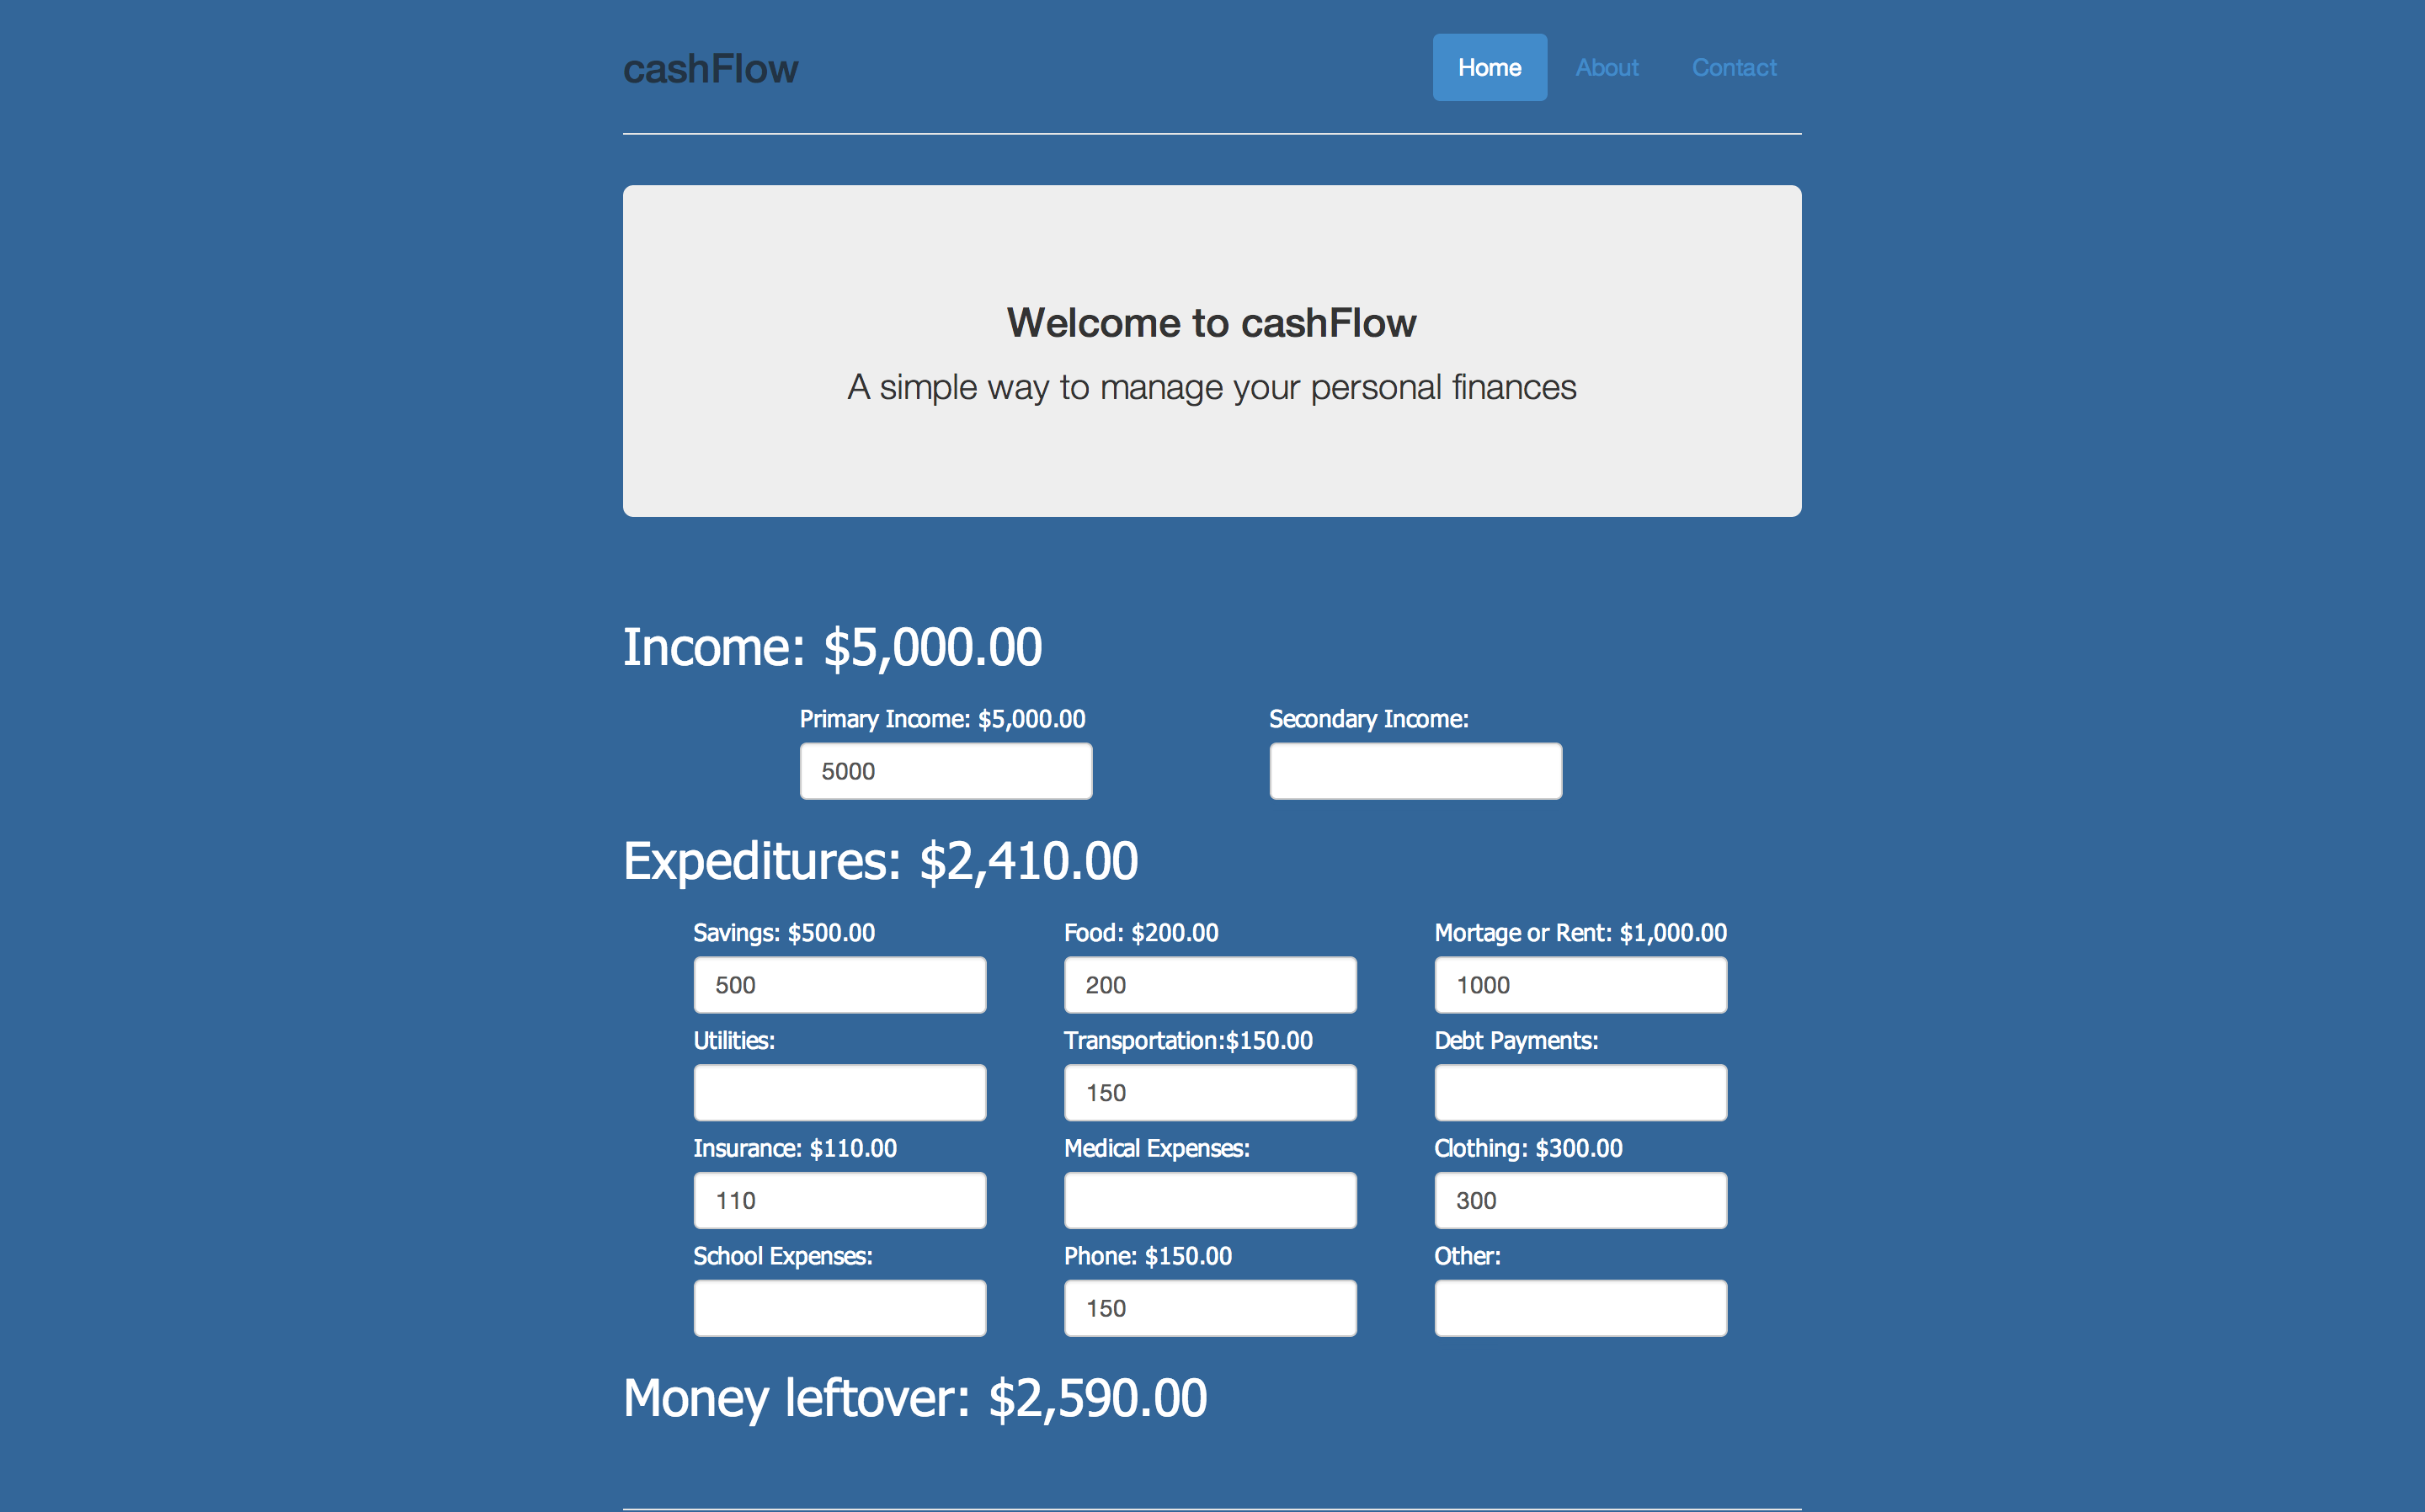 cashFlow
Home About Contact
Welcome to cashFlow
A simple way to manage your personal finances
Income: $5,000.00
Primary Income: $5,000.00 Secondary Income:
5000
Expeditures: $2,410.00
Savings: $500.00 Food: $200.00 Mortage or Rent: $1,000.00
500 200 1000
Utilities: Transportation:$150.00 Debt Payments:
150
Insurance: $110.00 Medical Expenses: Clothing: $300.00
110 300
School Expenses: Phone: $150.00 Other:
150
Money leftover: $2,590.00